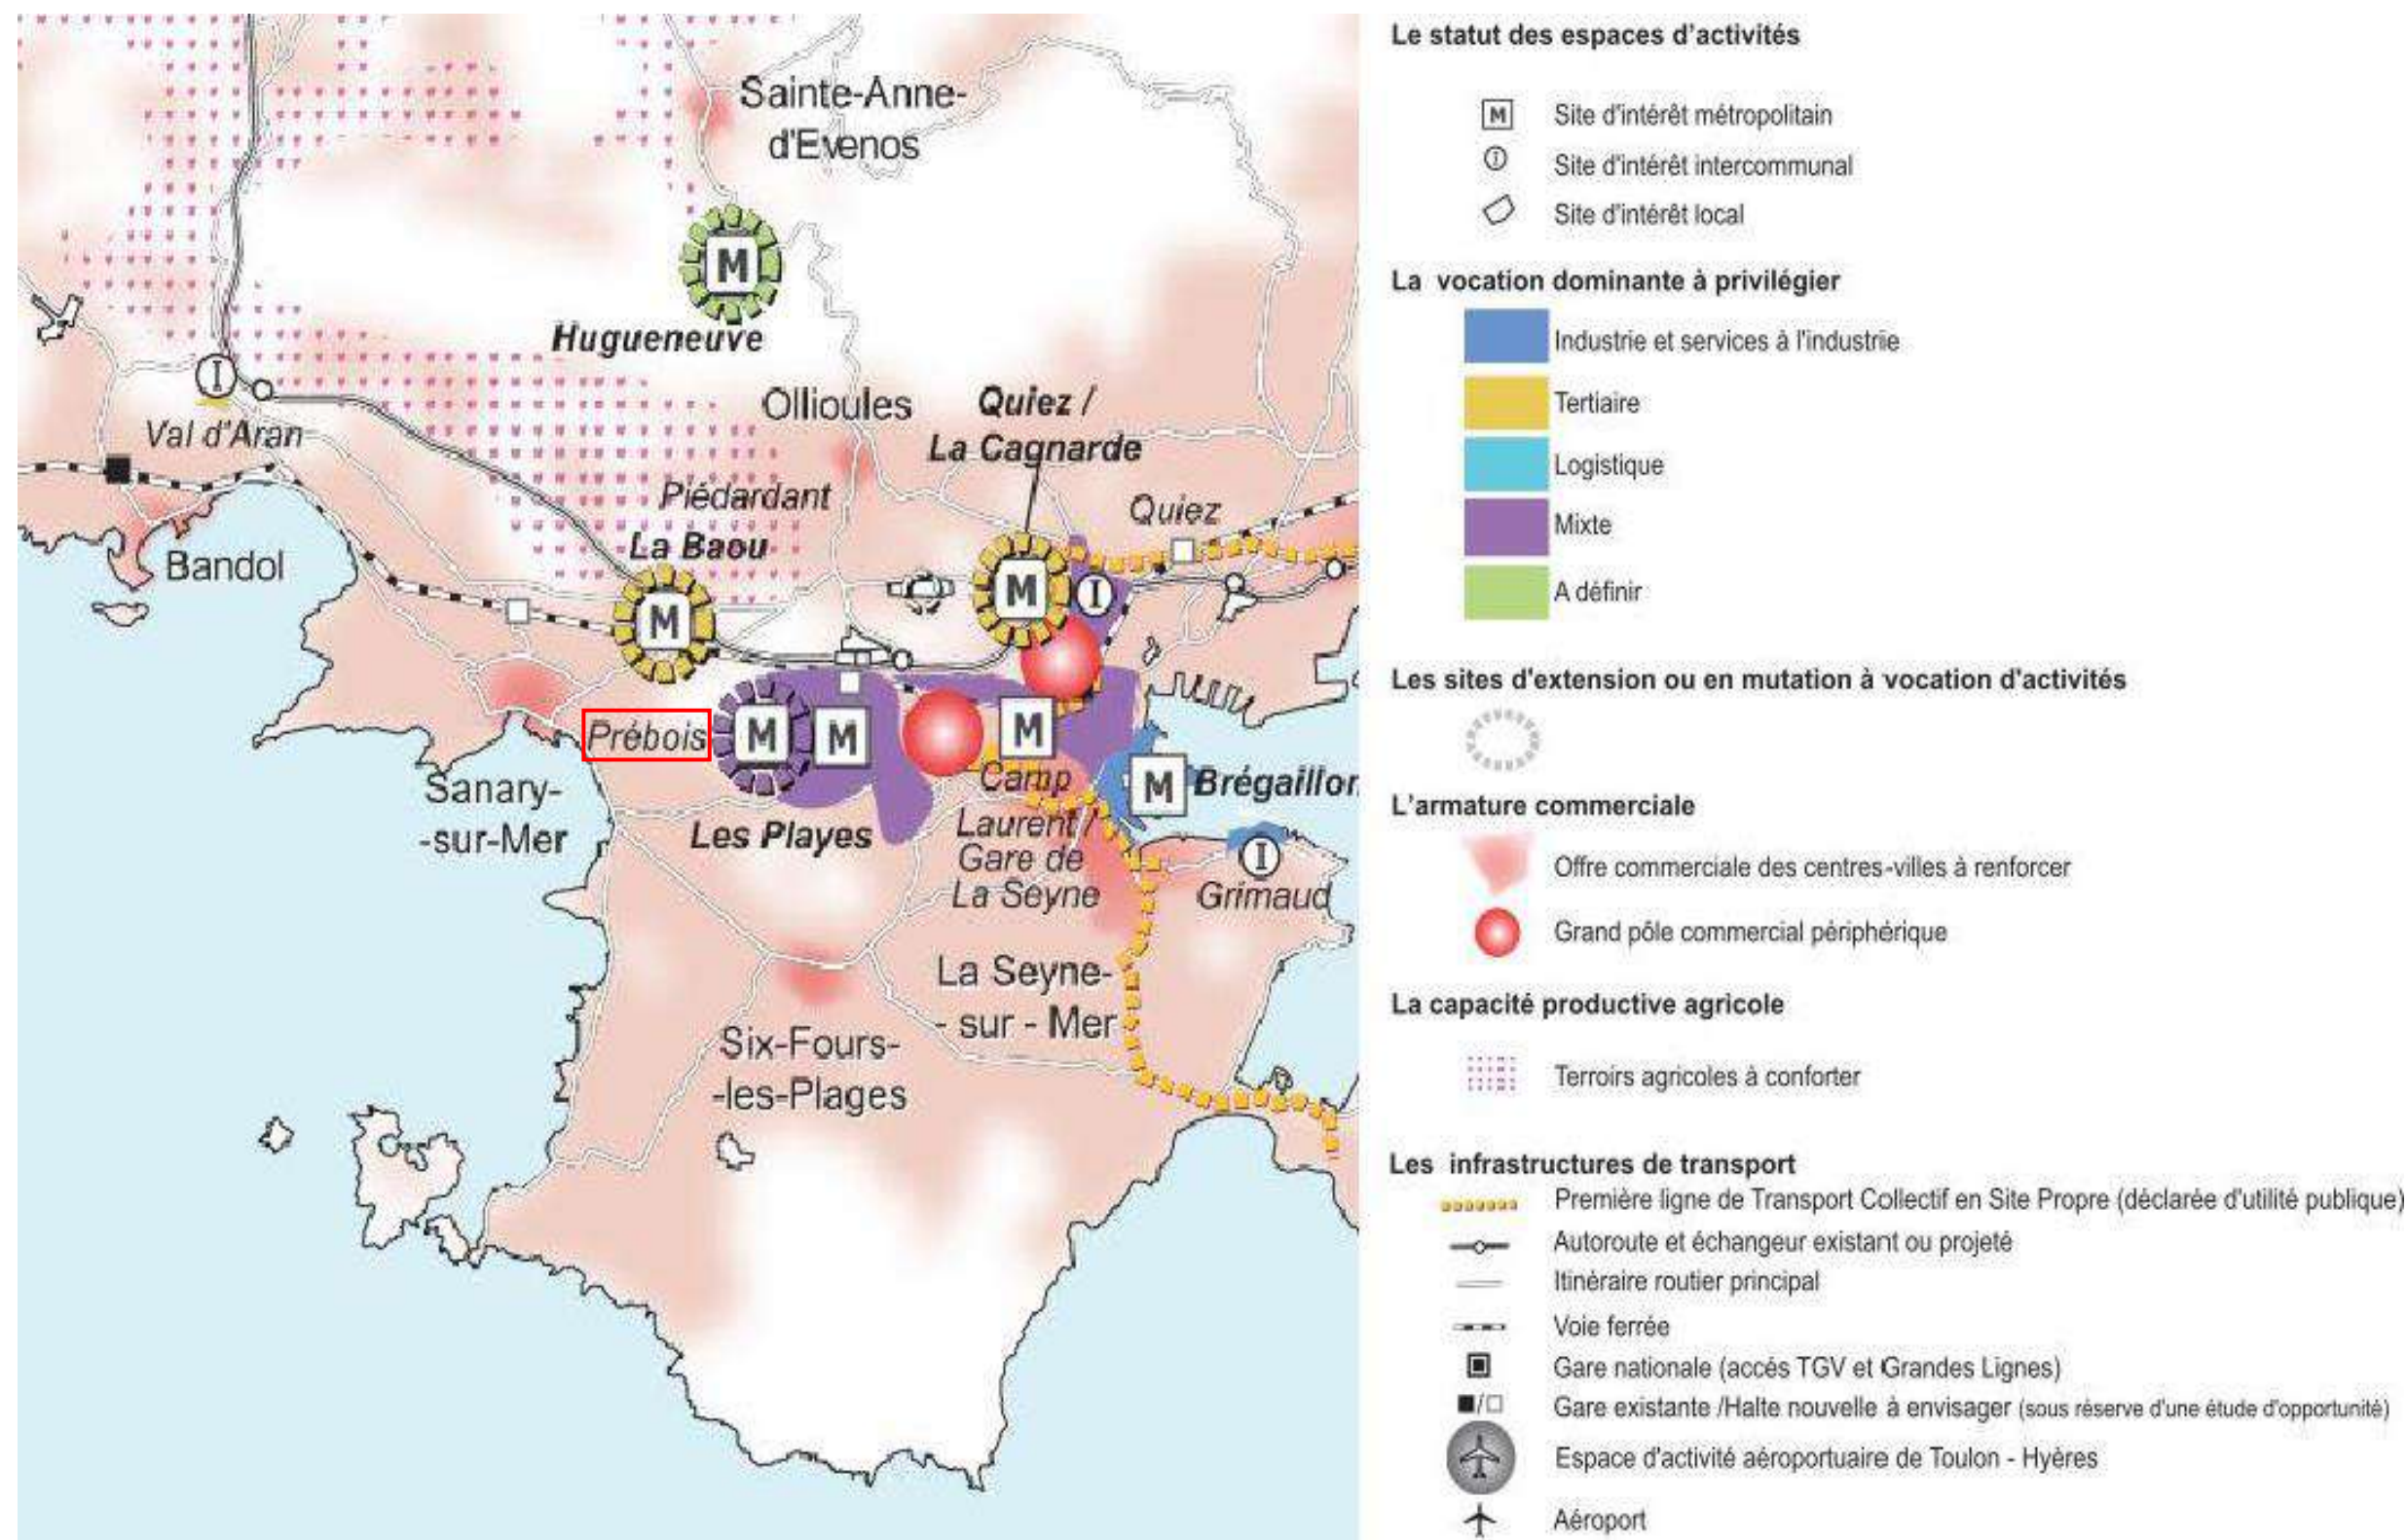 Sainte-Anne-
d'Evenos
M
Hugueneuve
I
Val d'Aran
Ollioules
Quiez /
La Cagnarde
Piédardant
Quiez
La Baou
Bandol
M
M
I
Prébois
M
M
M
Camp
M
Brégaillon
Sanary-
-sur-Mer
Les Playes
Laurent /
Gare de
La Seyne
I
Grimaud
La Seyne-
- sur - Mer
Six-Fours-
-les-Plages
Le statut des espaces d'activités
M Site d'intérêt métropolitain
I Site d'intérêt intercommunal
Site d'intérêt local
La vocation dominante à privilégier
Industrie et services à l'industrie
Tertiaire
Logistique
Mixte
A définir
Les sites d'extension ou en mutation à vocation d'activités
L'armature commerciale
Offre commerciale des centres-villes à renforcer
Grand pôle commercial périphérique
La capacité productive agricole
Terroirs agricoles à conforter
Les infrastructures de transport
Première ligne de Transport Collectif en Site Propre (déclarée d'utilité publique)
Autoroute et échangeur existant ou projeté
Itinéraire routier principal
Voie ferrée
Gare nationale (accés TGV et Grandes Lignes)
/ Gare existante /Halte nouvelle à envisager (sous réserve d'une étude d'opportunité)
Espace d'activité aéroportuaire de Toulon - Hyères
Aéroport